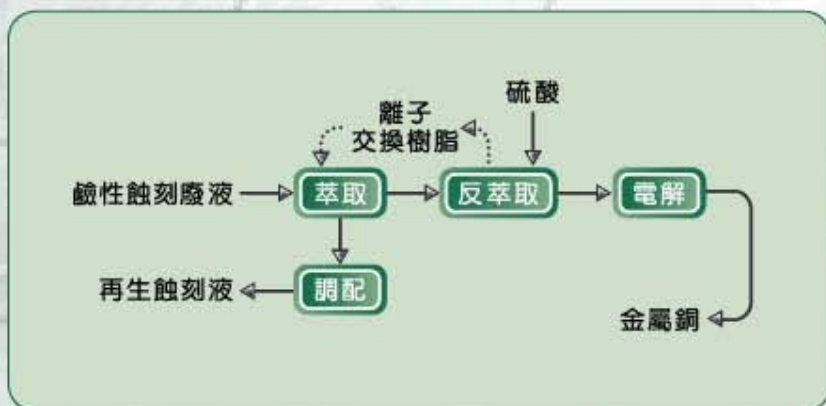 硫酸
離子
交換樹脂
鹼性蝕刻廢液
萃取
反萃取
電解
再生蝕刻液
調配
金屬銅